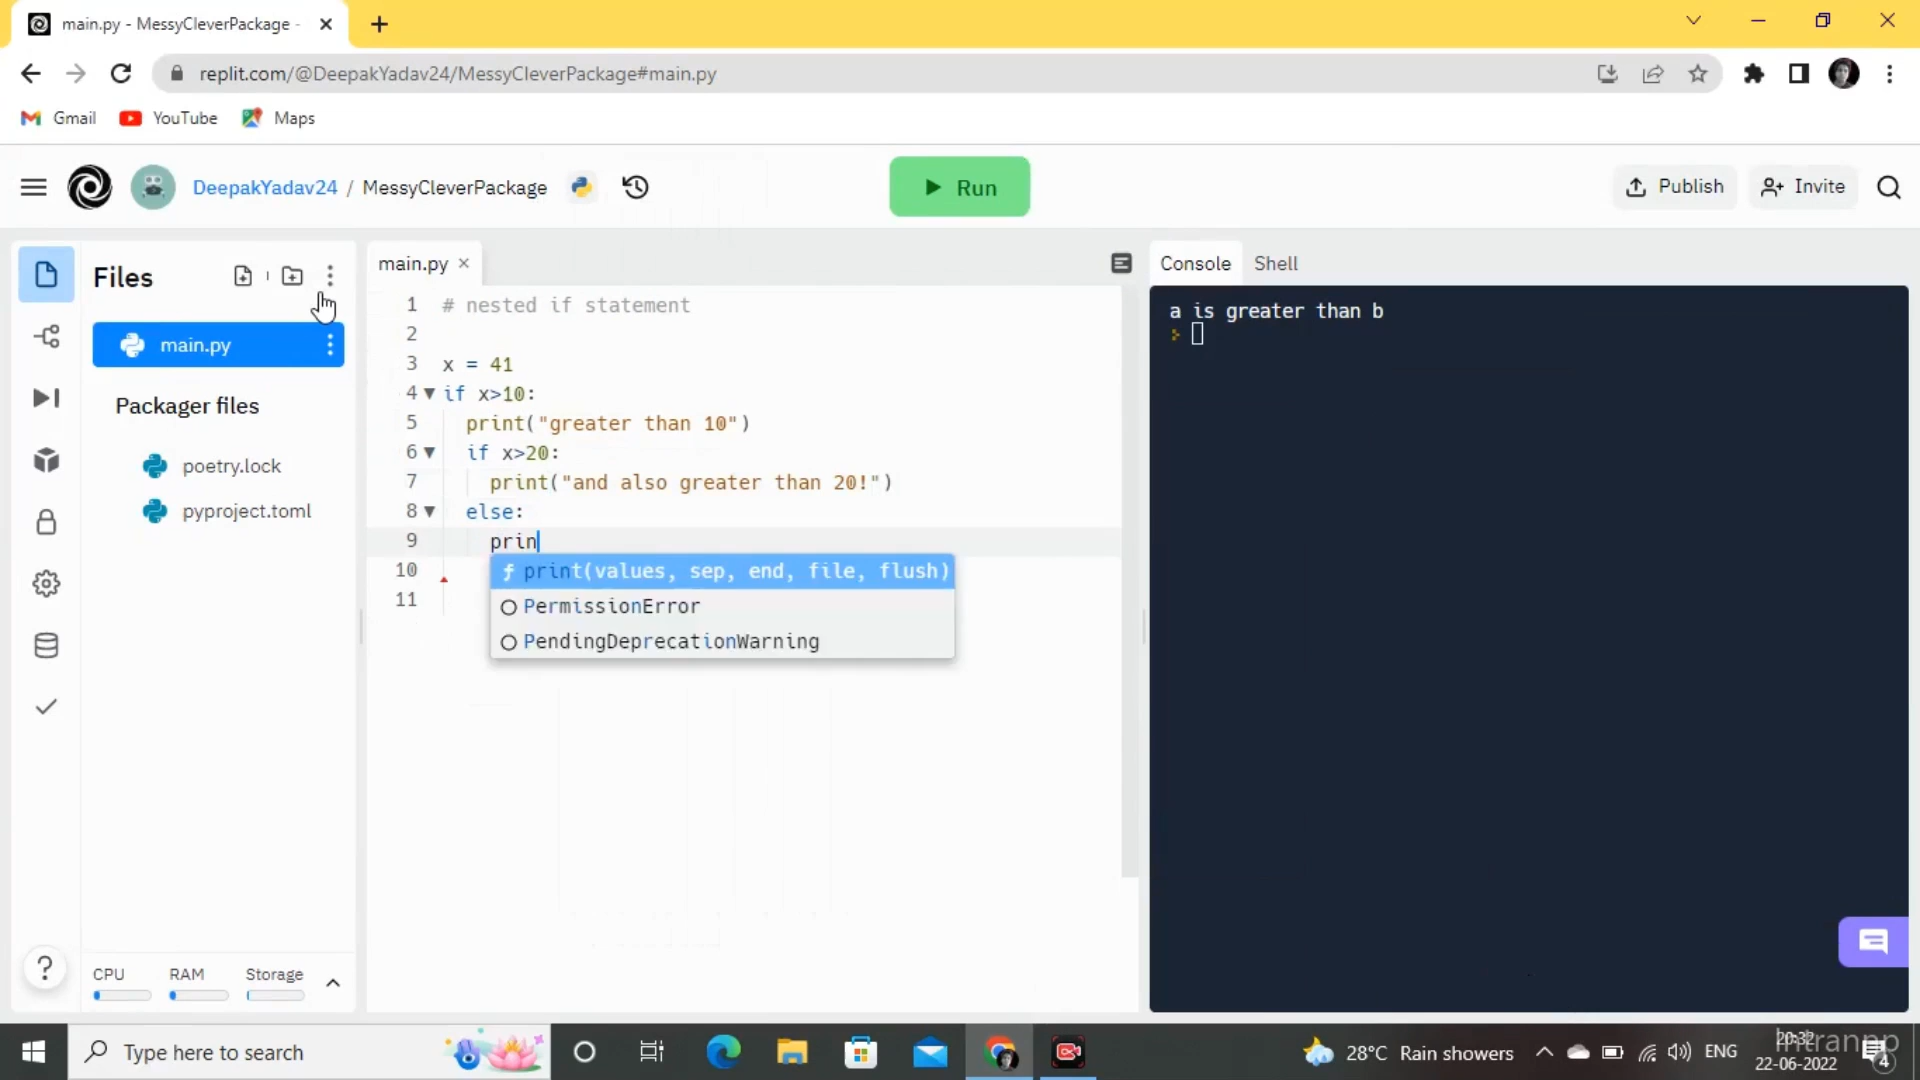 main.py - MessyCleverPackage -
replit.com/@DeepakYadav24/MessyCleverPackage#main.py
Gmail YouTube Maps
DeepakYadav24 / MessyCleverPackage Run Publish Invite
Files
main.py
Packager files
poetry.lock
pyproject.toml
CPU RAM Storage
main.py
1 # nested if statement
2
3 x = 41
4 if x>10:
5 print("greater than 10")
6 if x>20:
7 print("and also greater than 20!")
8 else:
9 prin
10
11
print(values, sep, end, file, flush)
PermissionError
PendingDeprecationWarning
Console Shell
a is greater than b
?
Type here to search
28°C Rain showers ENG
20:32
22-06-2022
4